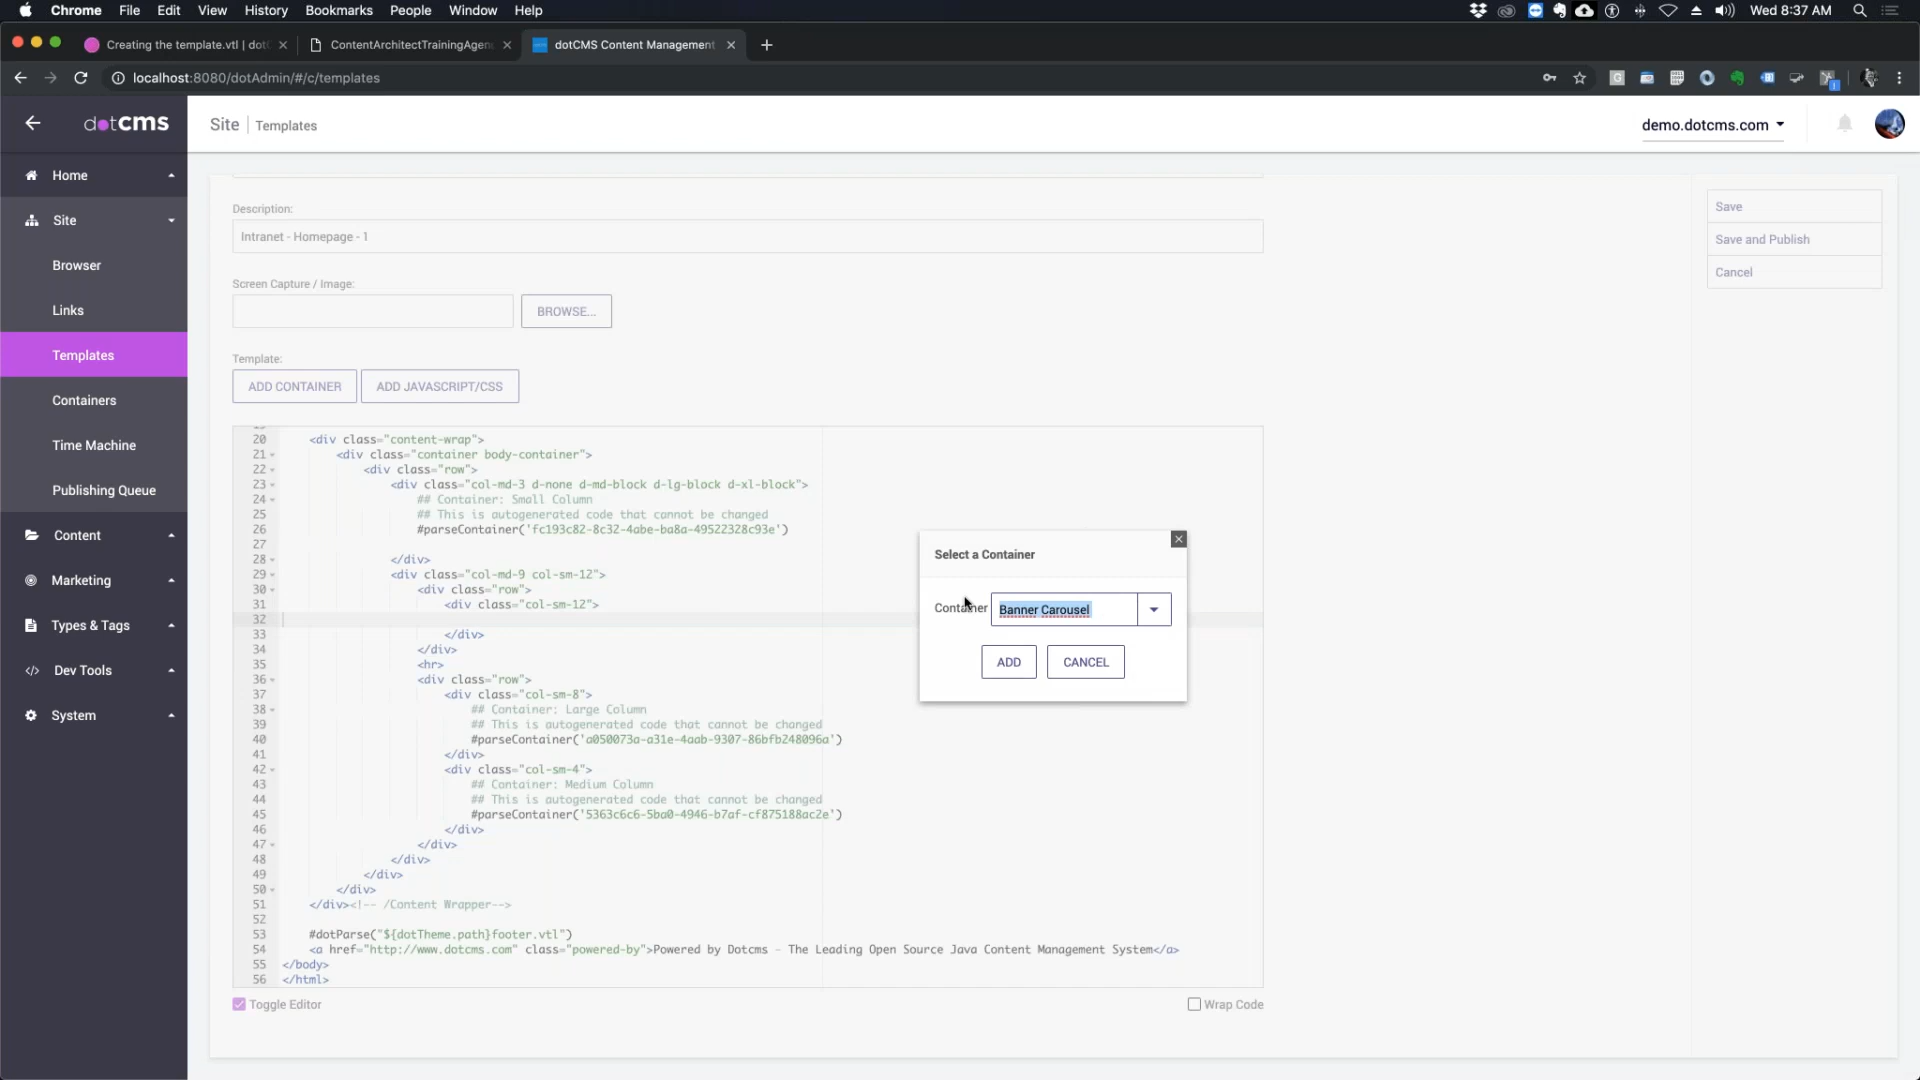 Chrome File Edit View History Bookmarks People Window Help Wed 8:37 AM
Creating the template.vtl | dot ContentArchitectTrainingAgen dotCMS Content Management
localhost:8080/dotAdmin/#/c/templates
dotCMS Site Templates demo.dotcms.com
Home
Site
Browser
Links
Templates
Containers
Time Machine
Publishing Queue
Content
Marketing
Types & Tags
Dev Tools
System
Description:
Intranet - Homepage - 1
Screen Capture / Image:
BROWSE...
Template:
ADD CONTAINER ADD JAVASCRIPT/CSS
Save
Save and Publish
Cancel
20 <div class="content-wrap">
21 <div class="container body-container">
22 <div class="row">
23 <div class="col-md-3 d-none d-md-block d-lg-block d-xl-block">
24 ## Container: Small Column
25 ## This is autogenerated code that cannot be changed
26 #parseContainer('fc193c82-8c32-4abe-ba8a-49522328c93e')
27
28 </div>
29 <div class="col-md-9 col-sm-12">
30 <div class="row">
31 <div class="col-sm-12">
32
33 </div>
34 </div>
35 <hr>
36 <div class="row">
37 <div class="col-sm-8">
38 ## Container: Large Column
39 ## This is autogenerated code that cannot be changed
40 #parseContainer('a050073a-a31e-4aab-9307-86bfb248096a')
41 </div>
42 <div class="col-sm-4">
43 ## Container: Medium Column
44 ## This is autogenerated code that cannot be changed
45 #parseContainer('5363c6c6-5ba0-4946-b7af-cf875188ac2e')
46 </div>
47 </div>
48 </div>
49 </div>
50 </div>
51 </div><!-- /Content Wrapper-->
52
53 #dotParse("${dotTheme.path}footer.vtl")
54 <a href="http://www.dotcms.com" class="powered-by">Powered by Dotcms - The Leading Open Source Java Content Management System</a>
55 </body>
56 </html>
Toggle Editor Wrap Code
Select a Container
Container Banner Carousel
ADD CANCEL